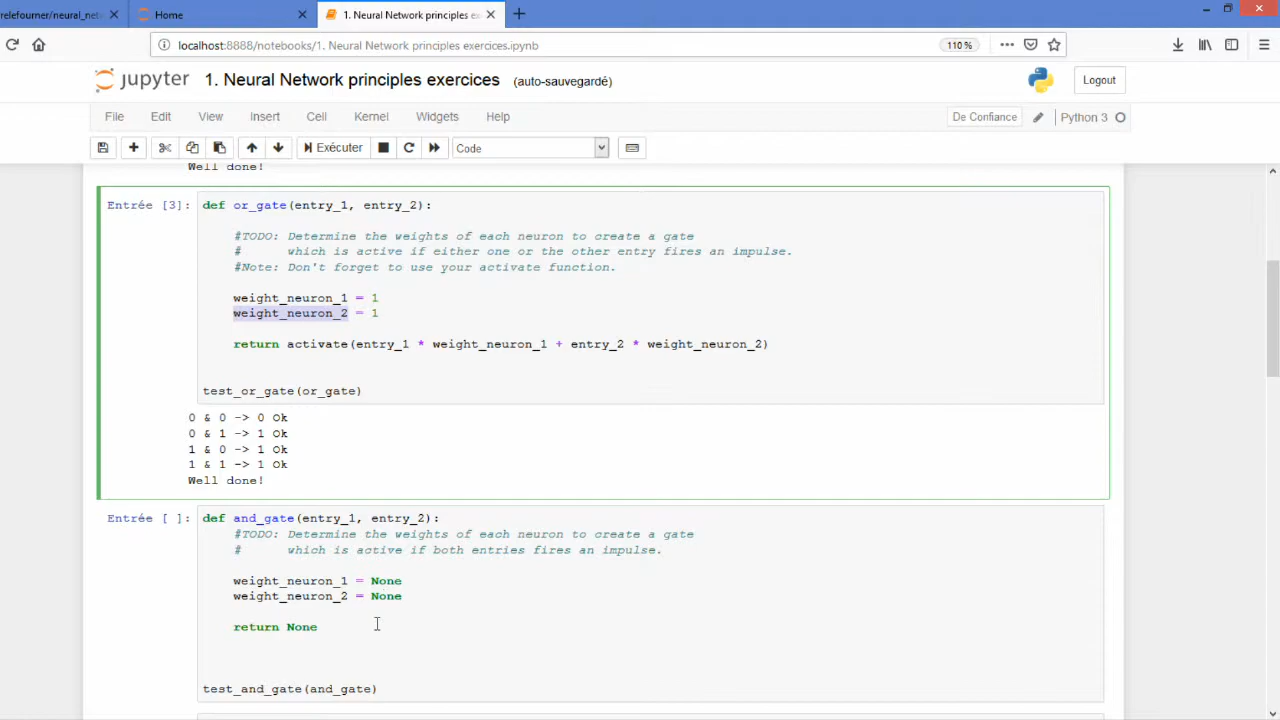 relefourner/neural_net
Home
1. Neural Network principles exe
localhost:8888/notebooks/1. Neural Network principles exercices.ipynb
110 %
jupyter 1. Neural Network principles exercices (auto-sauvegardé)
Logout
File Edit View Insert Cell Kernel Widgets Help
De Confiance
Python 3
Exécuter
Code
Well done!
Entrée [3]: def or_gate(entry_1, entry_2):
#TODO: Determine the weights of each neuron to create a gate
# which is active if either one or the other entry fires an impulse.
#Note: Don't forget to use your activate function.
weight_neuron_1 = 1
weight_neuron_2 = 1
return activate(entry_1 * weight_neuron_1 + entry_2 * weight_neuron_2)
test_or_gate(or_gate)
0 & 0 -> 0 Ok
0 & 1 -> 1 Ok
1 & 0 -> 1 Ok
1 & 1 -> 1 Ok
Well done!
Entrée [ ]: def and_gate(entry_1, entry_2):
#TODO: Determine the weights of each neuron to create a gate
# which is active if both entries fires an impulse.
weight_neuron_1 = None
weight_neuron_2 = None
return None
test_and_gate(and_gate)